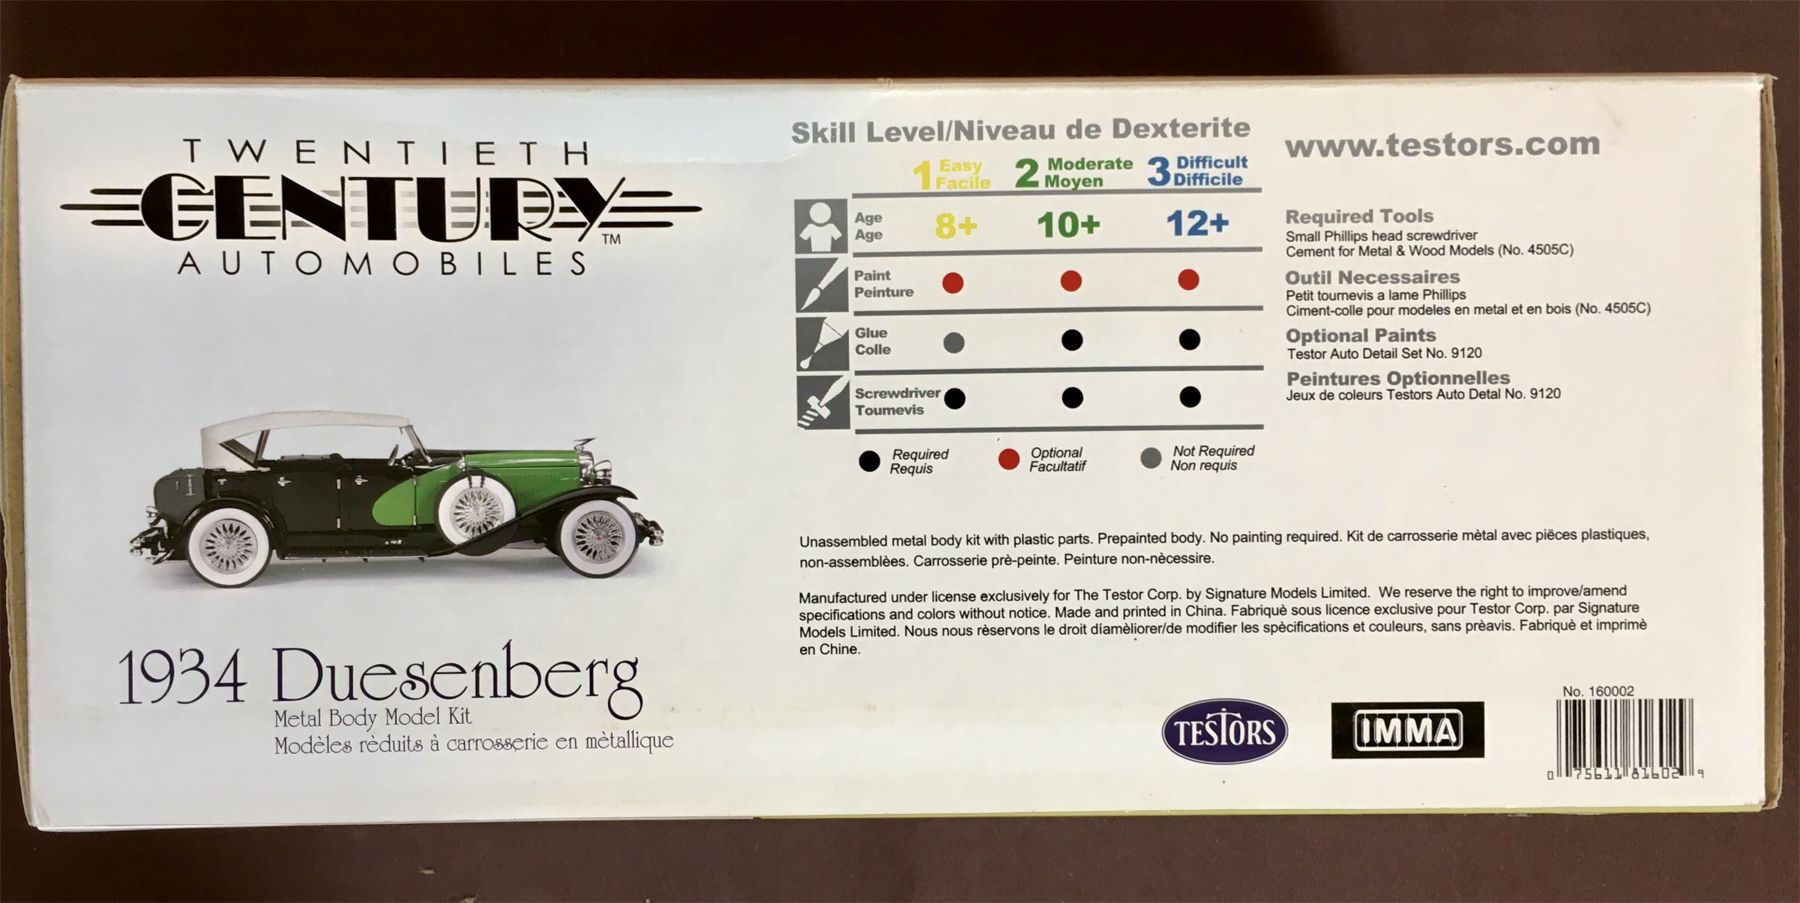 TWENTIETH
CENTURY
AUTOMOBILES
TM
1934 Duesenberg
Metal Body Model Kit
Modèles rèduits à carrosserie en mètallique
Skill Level/Niveau de Dexterite
1 Easy Facile 2 Moderate Moyen 3 Difficult Difficile
Age
Age
8+ 10+ 12+
Paint
Peinture
Glue
Colle
Screwdriver
Toumevis
Required
Requis
Optional
Facultatif
Not Required
Non requis
www.testors.com
Required Tools
Small Phillips head screwdriver
Cement for Metal & Wood Models (No. 4505C)
Outil Necessaires
Petit tournevis a lame Phillips
Ciment-colle pour modeles en metal et en bois (No. 4505C)
Optional Paints
Testor Auto Detail Set No. 9120
Peintures Optionnelles
Jeux de coleurs Testors Auto Detal No. 9120
Unassembled metal body kit with plastic parts. Prepainted body. No painting required. Kit de carrosserie mètal avec pièces plastiques,
non-assemblèes. Carrosserie prè-peinte. Peinture non-nècessire.
Manufactured under license exclusively for The Testor Corp. by Signature Models Limited. We reserve the right to improve/amend
specifications and colors without notice. Made and printed in China. Fabriquè sous licence exclusive pour Testor Corp. par Signature
Models Limited. Nous nous rèservons le droit diamèliorer/de modifier les spècifications et couleurs, sans prèavis. Fabriquè et imprimè
en Chine.
TESTORS
IMMA
No. 160002
0 75611 81602 9